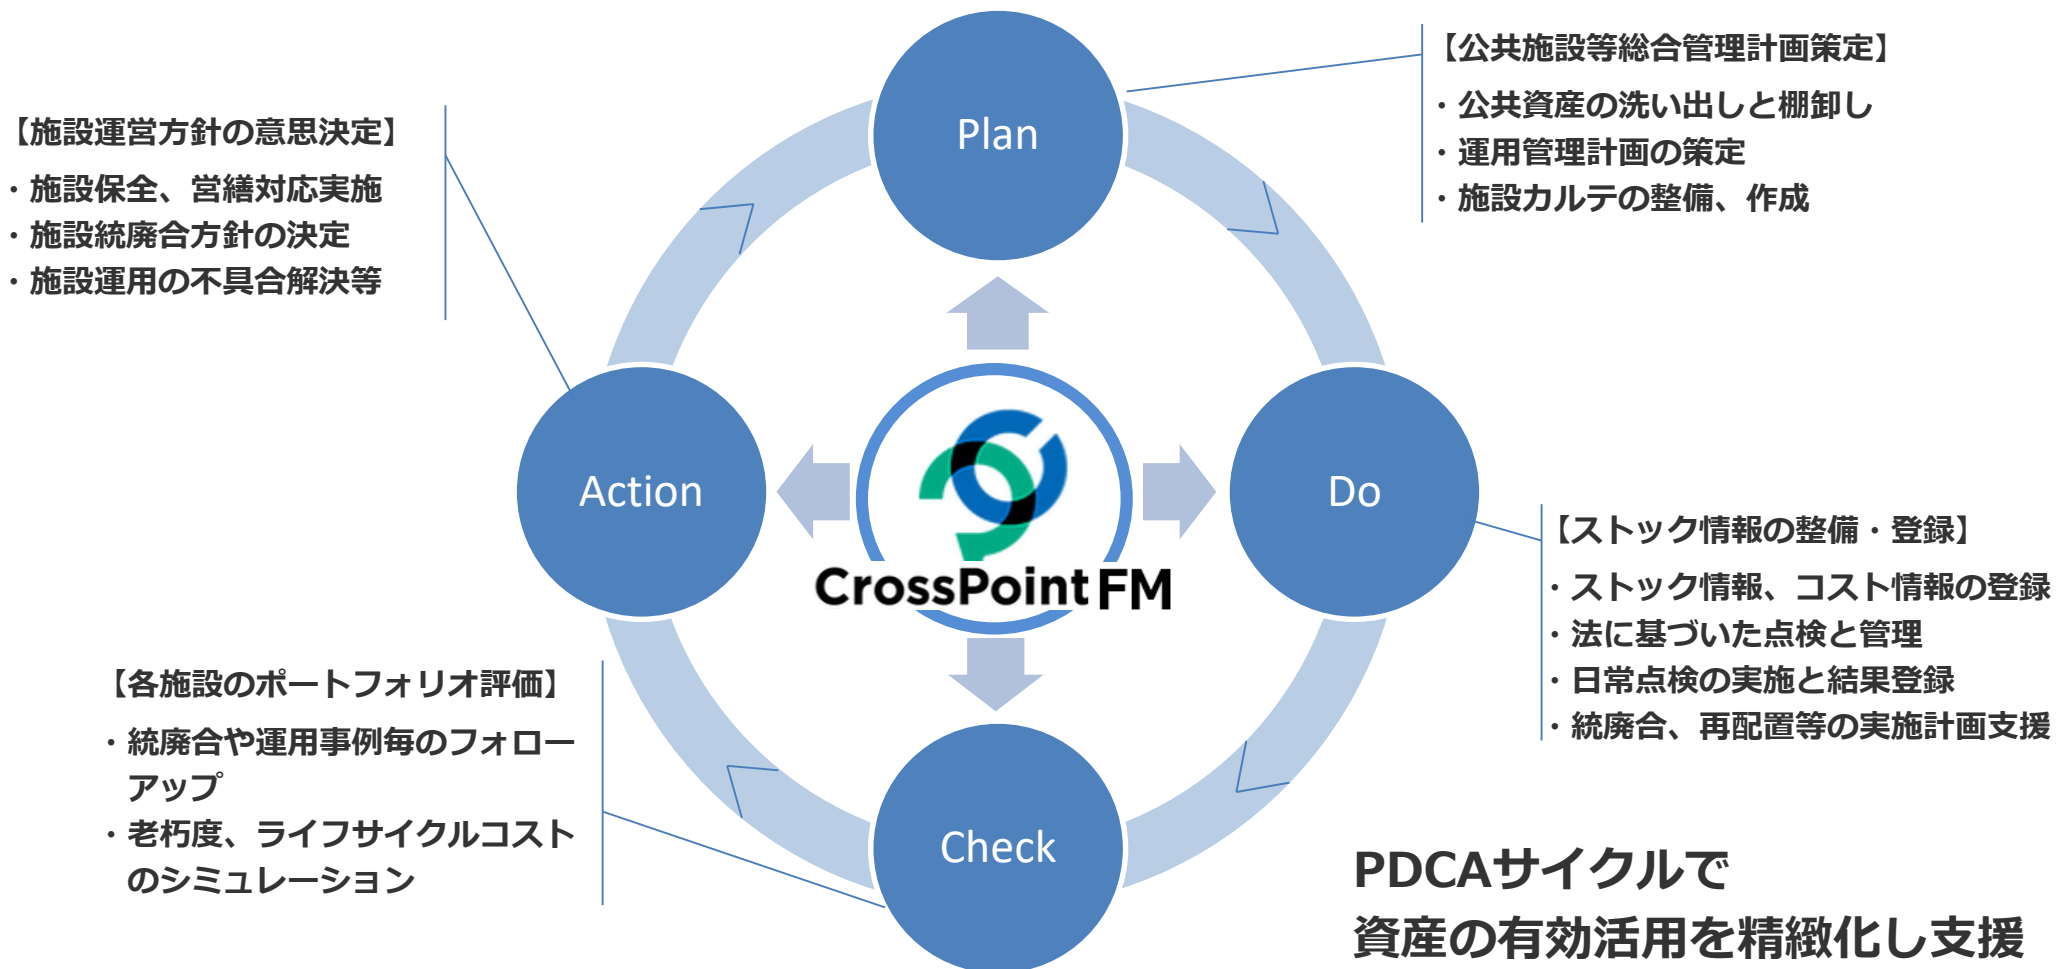 Plan
【公共施設等総合管理計画策定】
・公共資産の洗い出しと棚卸し
・運用管理計画の策定
・施設カルテの整備、作成
【施設運営方針の意思決定】
・施設保全、営繕対応実施
・施設統廃合方針の決定
・施設運用の不具合解決等
Action
CrossPoint FM
Do
【ストック情報の整備・登録】
・ストック情報、コスト情報の登録
・法に基づいた点検と管理
・日常点検の実施と結果登録
・統廃合、再配置等の実施計画支援
【各施設のポートフォリオ評価】
・統廃合や運用事例毎のフォロー
アップ
・老朽度、ライフサイクルコスト
のシミュレーション
Check
PDCAサイクルで
資産の有効活用を精緻化し支援